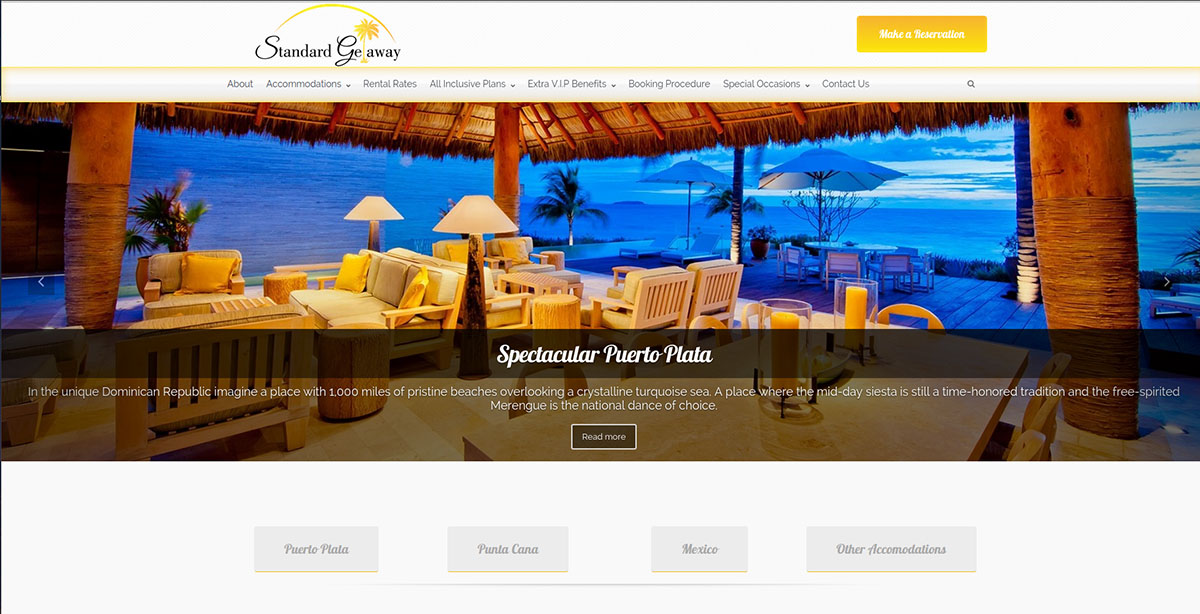 Standard Getaway
Make a Reservation
About Accommodations Rental Rates All Inclusive Plans Extra V.I.P Benefits Booking Procedure Special Occasions Contact Us
Spectacular Puerto Plata
In the unique Dominican Republic imagine a place with 1,000 miles of pristine beaches overlooking a crystalline turquoise sea. A place where the mid-day siesta is still a time-honored tradition and the free-spirited
Merengue is the national dance of choice.
Read more
Puerto Plata Punta Cana Mexico Other Accomodations